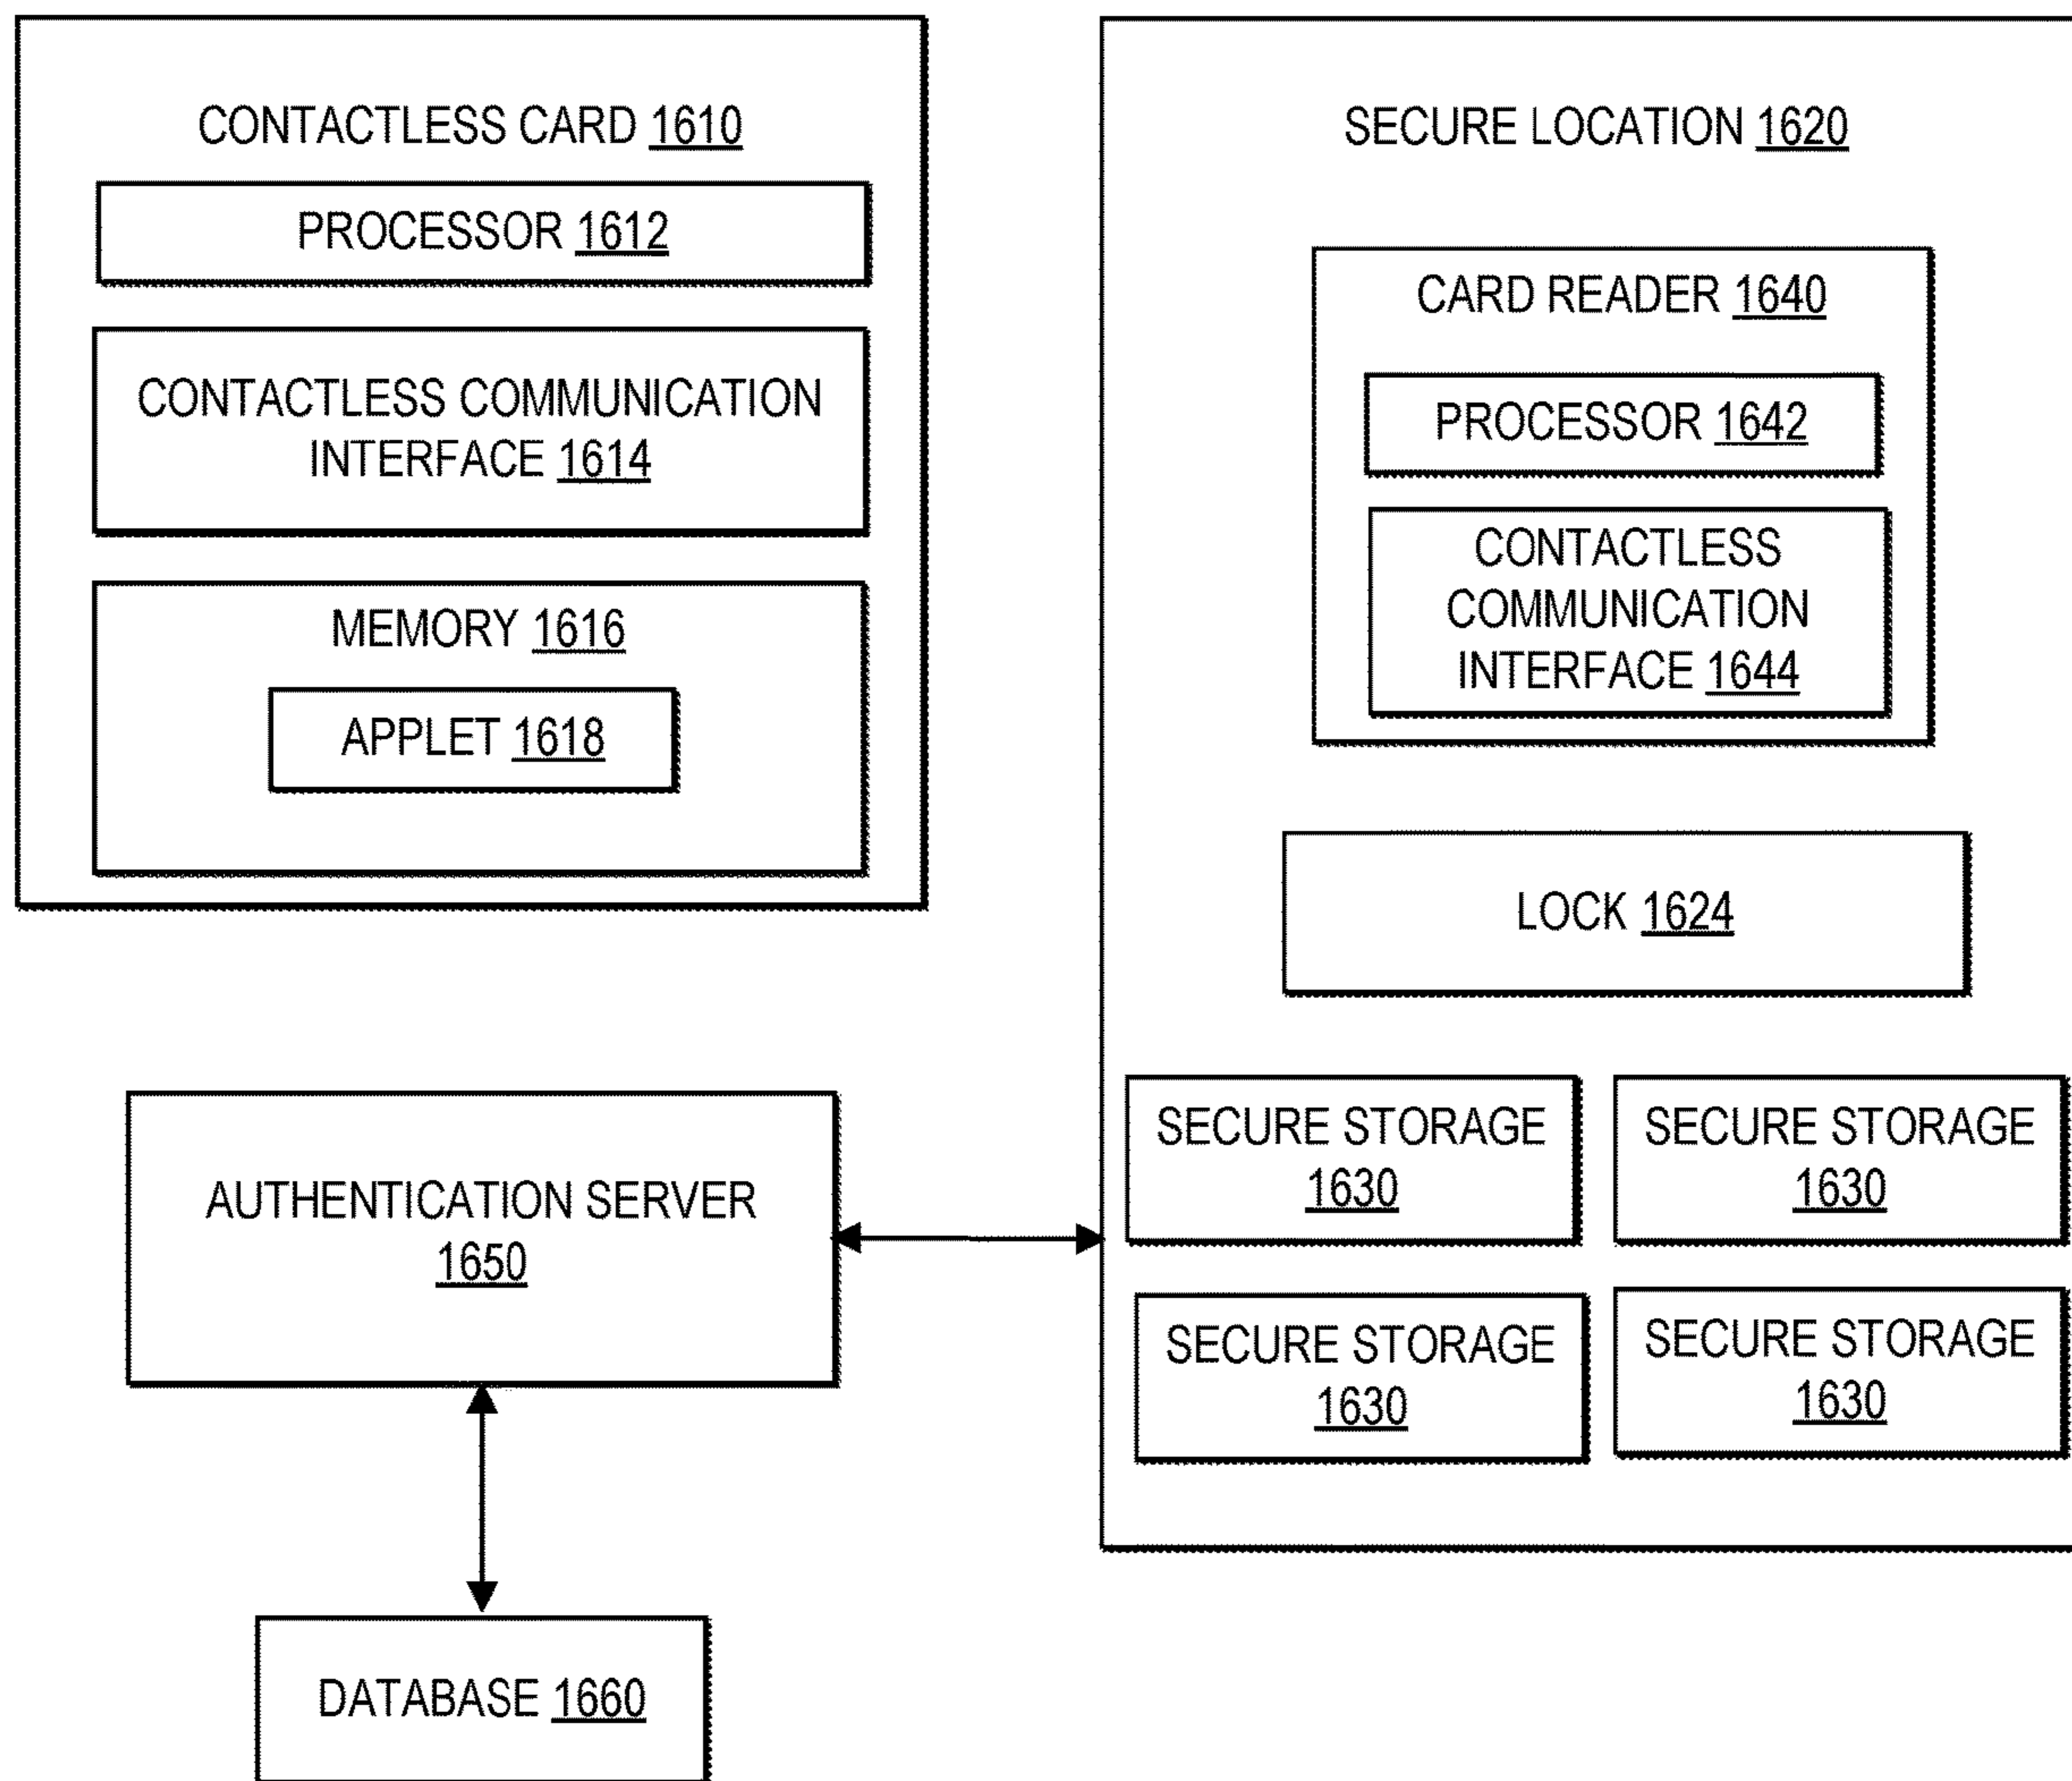 CONTACTLESS CARD 1610
PROCESSOR 1612
CONTACTLESS COMMUNICATION
INTERFACE 1614
MEMORY 1616
APPLET 1618
SECURE LOCATION 1620
CARD READER 1640
PROCESSOR 1642
CONTACTLESS
COMMUNICATION
INTERFACE 1644
LOCK 1624
SECURE STORAGE
1630
SECURE STORAGE
1630
SECURE STORAGE
1630
SECURE STORAGE
1630
AUTHENTICATION SERVER
1650
DATABASE 1660